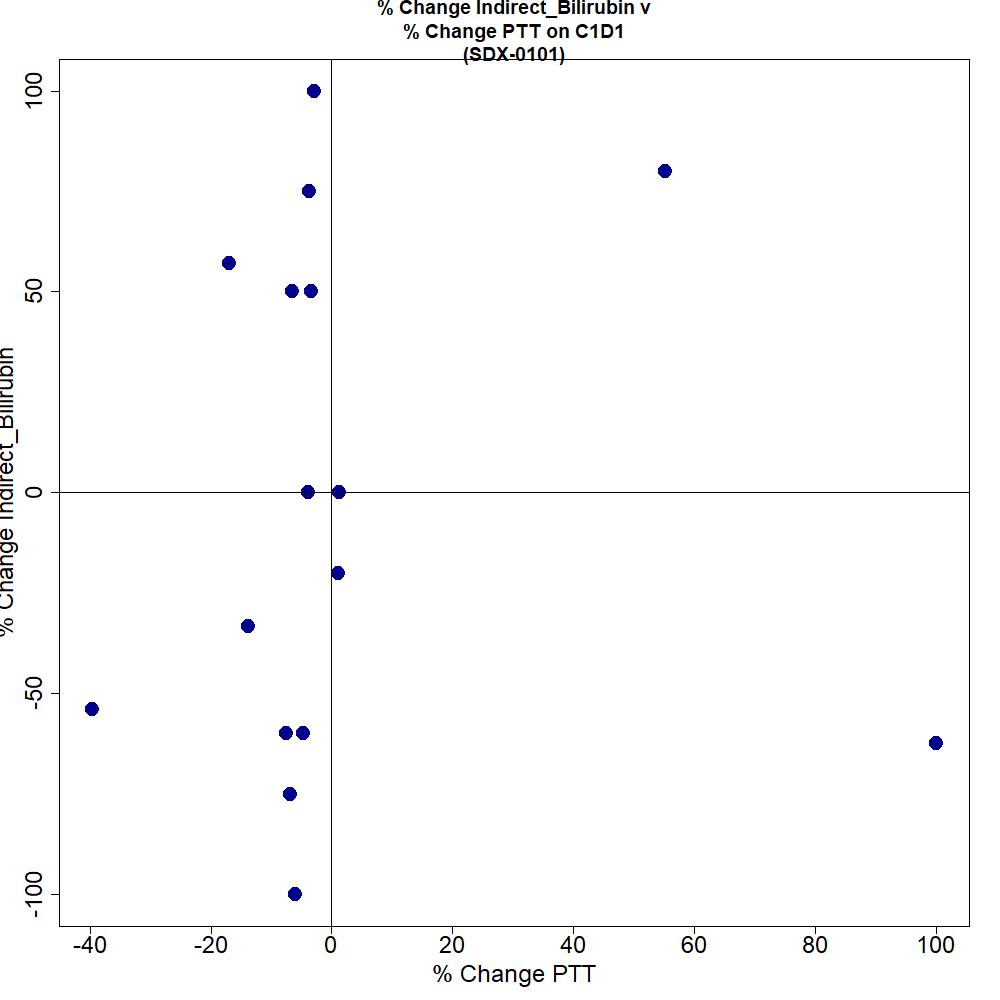 % Change Indirect_Bilirubin v
% Change PTT on C1D1
(SDX-0101)
100
50
0
-50
-100
% Change Indirect_Bilirubin
-40 -20 0 20 40 60 80 100
% Change PTT